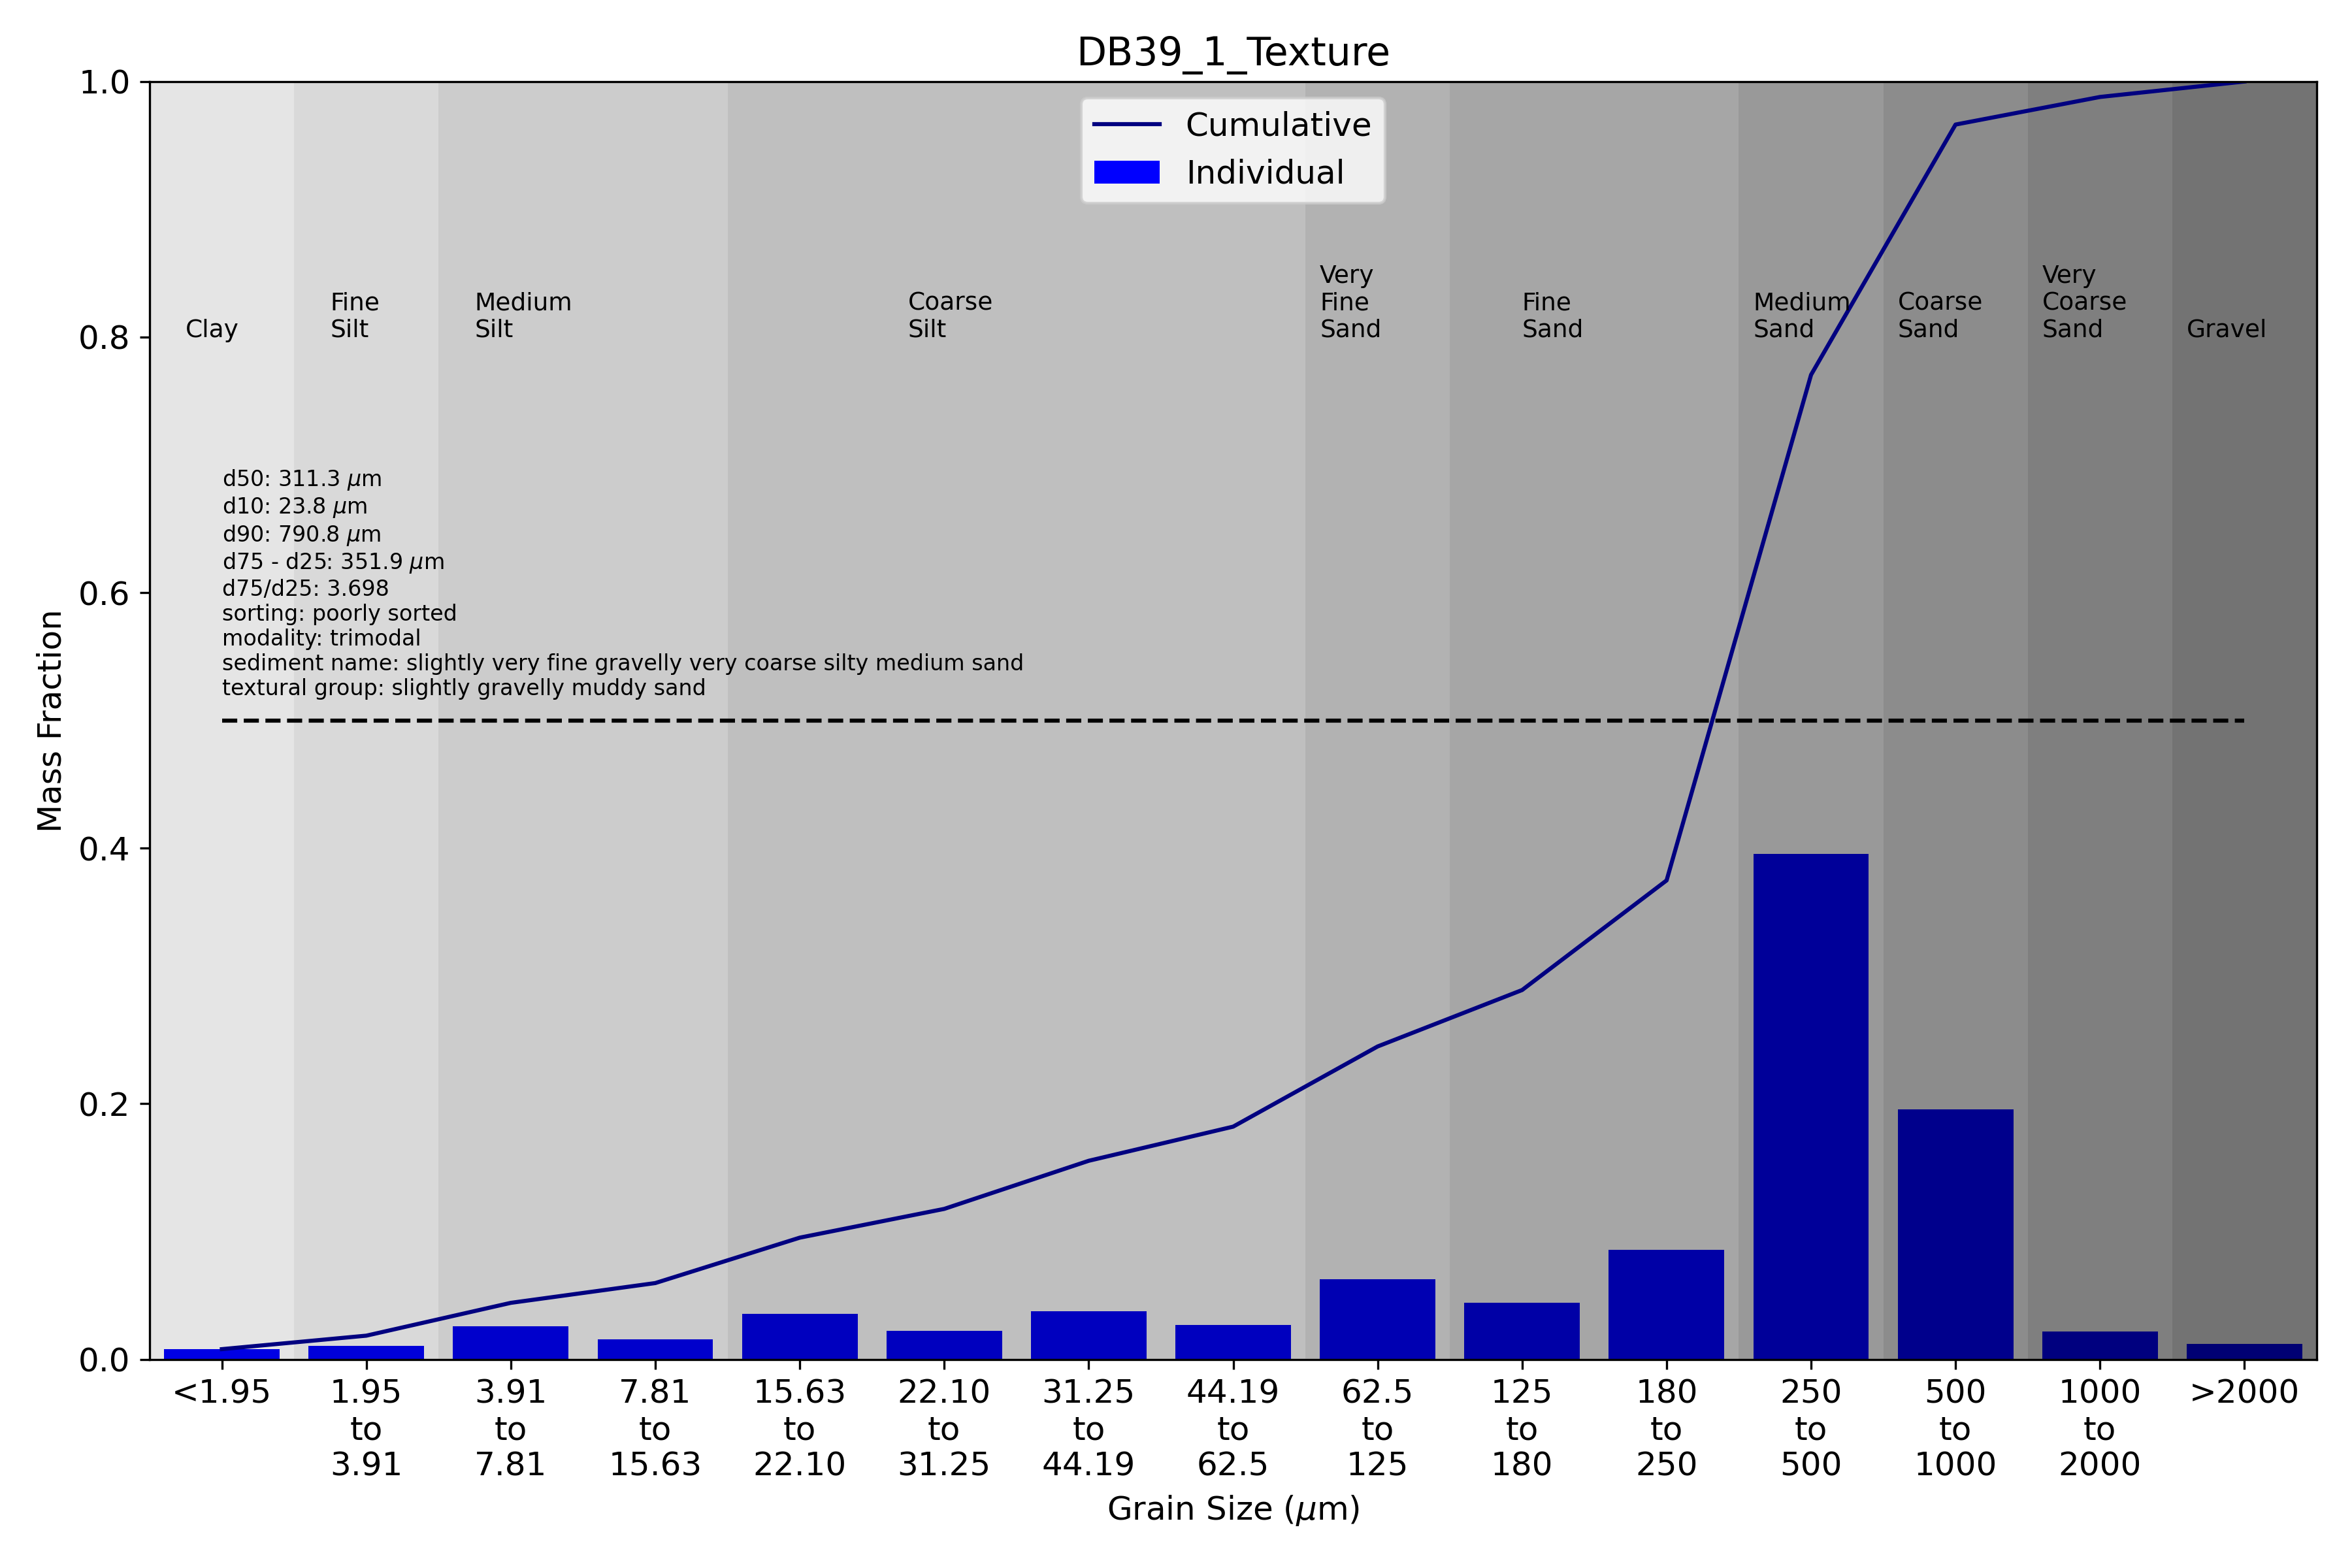 DB39_1_Texture
Cumulative
Individual
Clay
Fine
Silt
Medium
Silt
Coarse
Silt
Very
Fine
Sand
Fine
Sand
Medium
Sand
Coarse
Sand
Very
Coarse
Sand
Gravel
d50: 311.3 μm
d10: 23.8 μm
d90: 790.8 μm
d75 - d25: 351.9 μm
d75/d25: 3.698
sorting: poorly sorted
modality: trimodal
sediment name: slightly very fine gravelly very coarse silty medium sand
textural group: slightly gravelly muddy sand
Mass Fraction
1.0
0.8
0.6
0.4
0.2
0.0
<1.95
1.95
to
3.91
3.91
to
7.81
7.81
to
15.63
15.63
to
22.10
22.10
to
31.25
31.25
to
44.19
44.19
to
62.5
62.5
to
125
125
to
180
180
to
250
250
to
500
500
to
1000
1000
to
2000
>2000
Grain Size (μm)